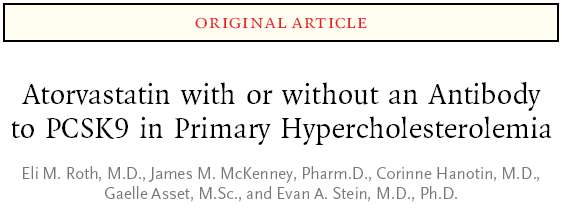 ORIGINAL ARTICLE
Atorvastatin with or without an Antibody
to PCSK9 in Primary Hypercholesterolemia
Eli M. Roth, M.D., James M. McKenney, Pharm.D., Corinne Hanotin, M.D.,
Gaelle Asset, M.Sc., and Evan A. Stein, M.D., Ph.D.